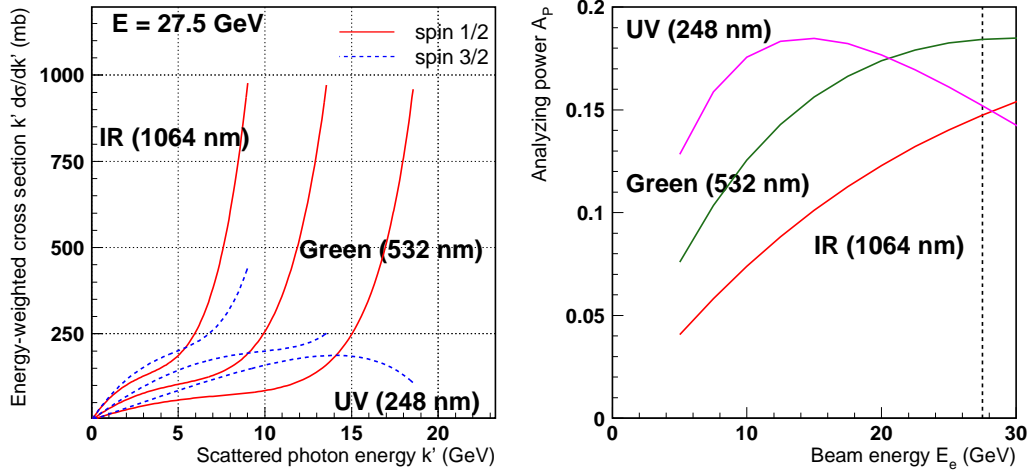 E = 27.5 GeV
spin 1/2
spin 3/2
Energy-weighted cross section k' dσ/dk' (mb)
1000
750
500
250
0
IR (1064 nm)
Green (532 nm)
UV (248 nm)
0 5 10 15 20
Scattered photon energy k' (GeV)
Analyzing power A_P
0.2
0.15
0.1
0.05
0
UV (248 nm)
Green (532 nm)
IR (1064 nm)
0 10 20 30
Beam energy E_e (GeV)